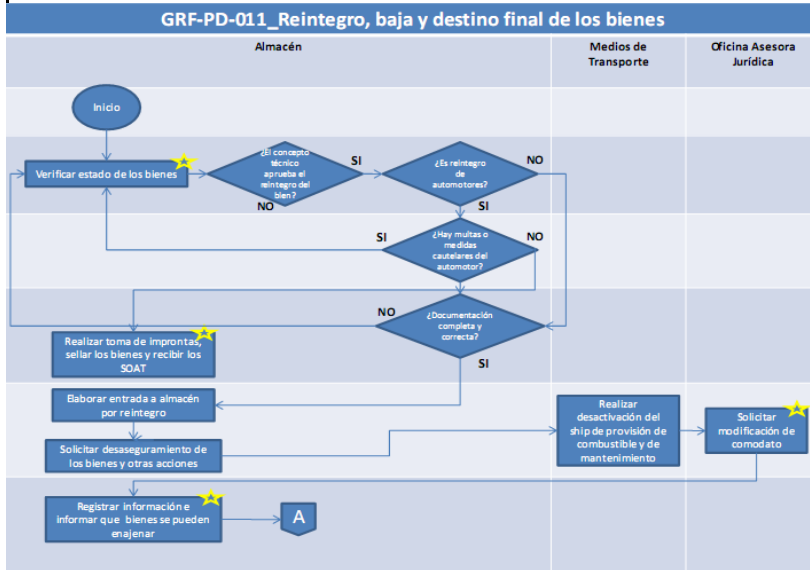 GRF-PD-011_Reintegro, baja y destino final de los bienes
Almacén
Medios de
Transporte
Oficina Asesora
Jurídica
Inicio
Verificar estado de los bienes
¿El concepto
técnico
aprueba el
reintegro del
bien?
SI
NO
¿Es reintegro
de
automotores?
NO
SI
¿Hay multas o
medidas
cautelares del
automotor?
SI
NO
¿Documentación
completa y
correcta?
NO
SI
Realizar toma de improntas,
sellar los bienes y recibir los
SOAT
Elaborar entrada a almacén
por reintegro
Solicitar desaseguramiento de
los bienes y otras acciones
Realizar
desactivación del
ship de provisión de
combustible y de
mantenimiento
Solicitar
modificación de
comodato
Registrar información e
informar que bienes se pueden
enajenar
A